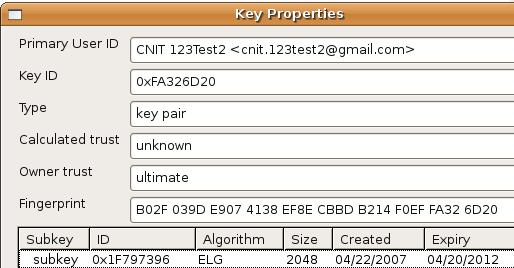 Key Properties
Primary User ID CNIT 123Test2 <cnit.123test2@gmail.com>
Key ID 0xFA326D20
Type key pair
Calculated trust unknown
Owner trust ultimate
Fingerprint B02F 039D E907 4138 EF8E CBBD B214 F0EF FA32 6D20
Subkey ID Algorithm Size Created Expiry
subkey 0x1F797396 ELG 2048 04/22/2007 04/20/2012